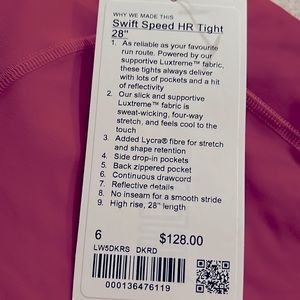 WHY WE MADE THIS
Swift Speed HR Tight
28"
1. As reliable as your favourite
run route. Powered by our
supportive Luxtreme™ fabric,
these tights always deliver
with lots of pockets and a hit
of reflectivity
2. Our slick and supportive
Luxtreme™ fabric is
sweat-wicking, four-way
stretch, and feels cool to the
touch
3. Added Lycra® fibre for stretch
and shape retention
4. Side drop-in pockets
5. Back zippered pocket
6. Continuous drawcord
7. Reflective details
8. No inseam for a smooth stride
9. High rise, 28" length
6 $128.00
LW5DKRS DKRD
000136476119